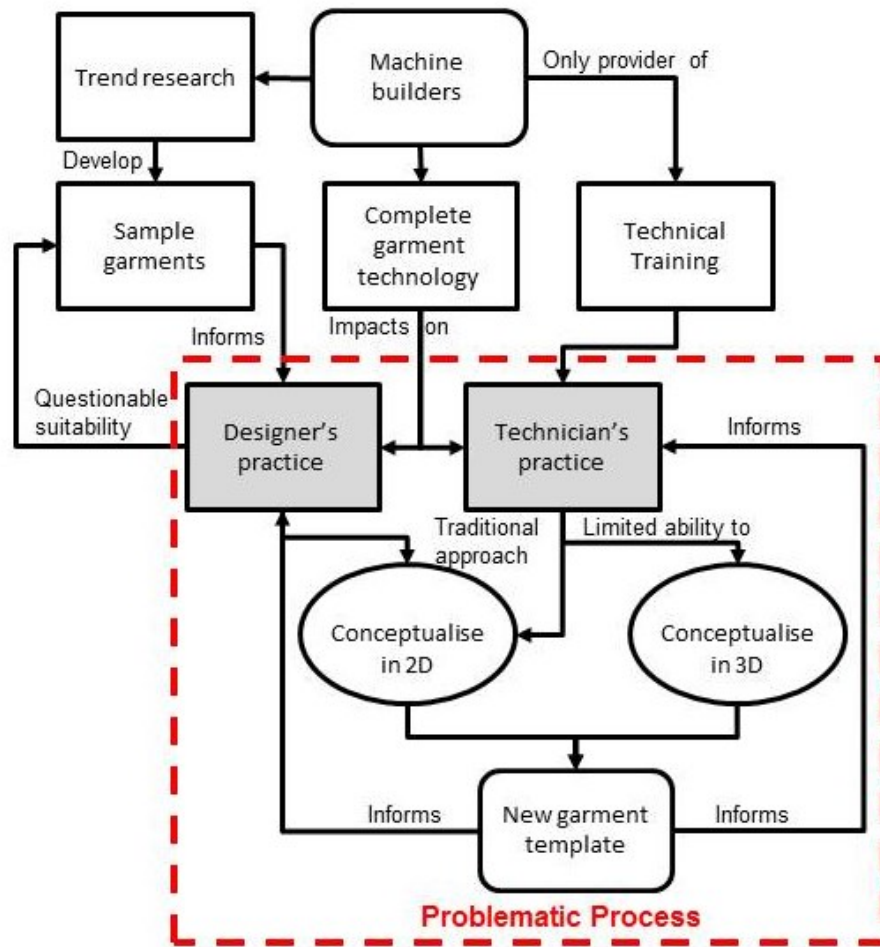 Trend research
Machine
builders
Only provider of
Develop
Sample
garments
Complete
garment
technology
Technical
Training
Informs
Impacts on
Questionable
suitability
Designer's
practice
Technician's
practice
Informs
Traditional
approach
Limited ability to
Conceptualise
in 2D
Conceptualise
in 3D
Informs
New garment
template
Informs
Problematic Process